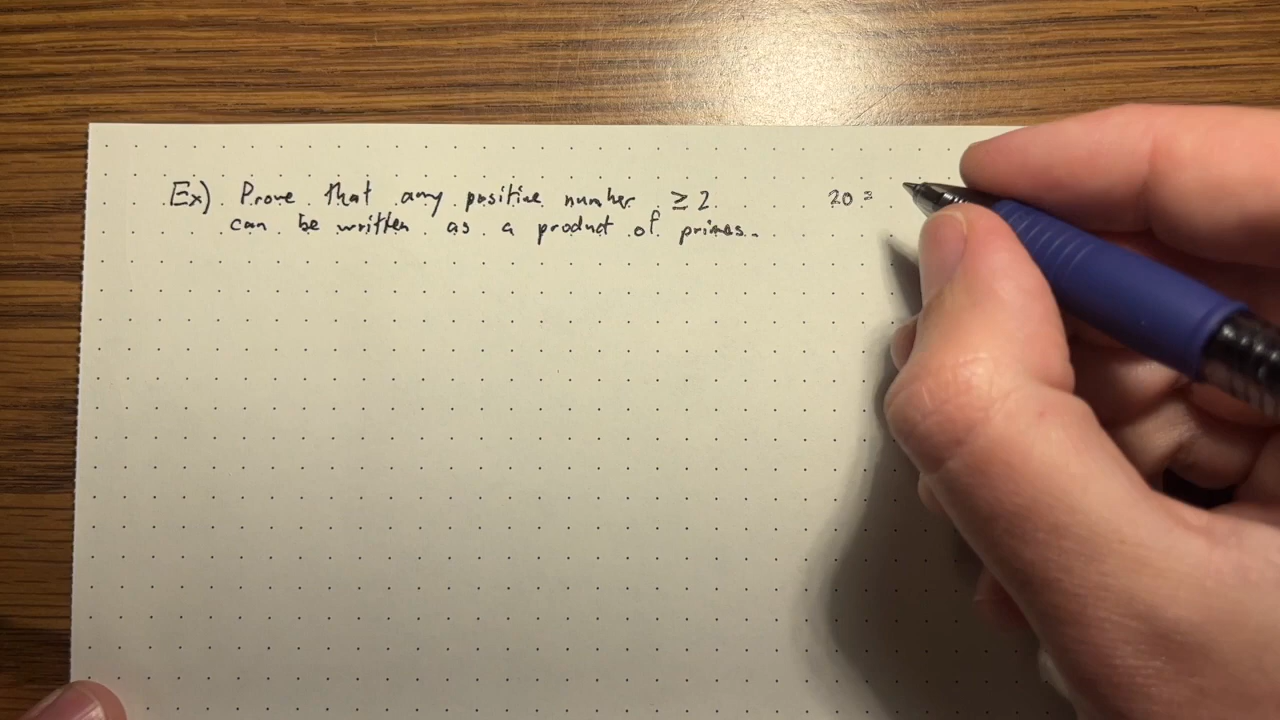 Ex) Prove that any positive number ≥ 2 20 =
can be written as a product of primes.